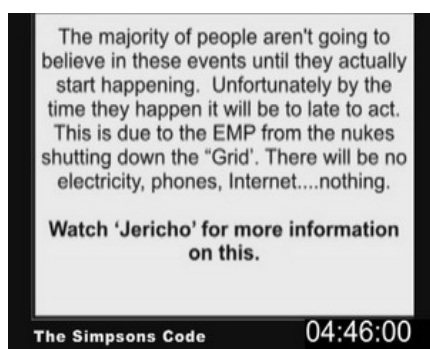 The majority of people aren't going to
believe in these events until they actually
start happening.  Unfortunately by the
time they happen it will be to late to act.
This is due to the EMP from the nukes
shutting down the “Grid’. There will be no
electricity, phones, Internet....nothing.
Watch ‘Jericho’ for more information
on this.
The Simpsons Code
04:46:00